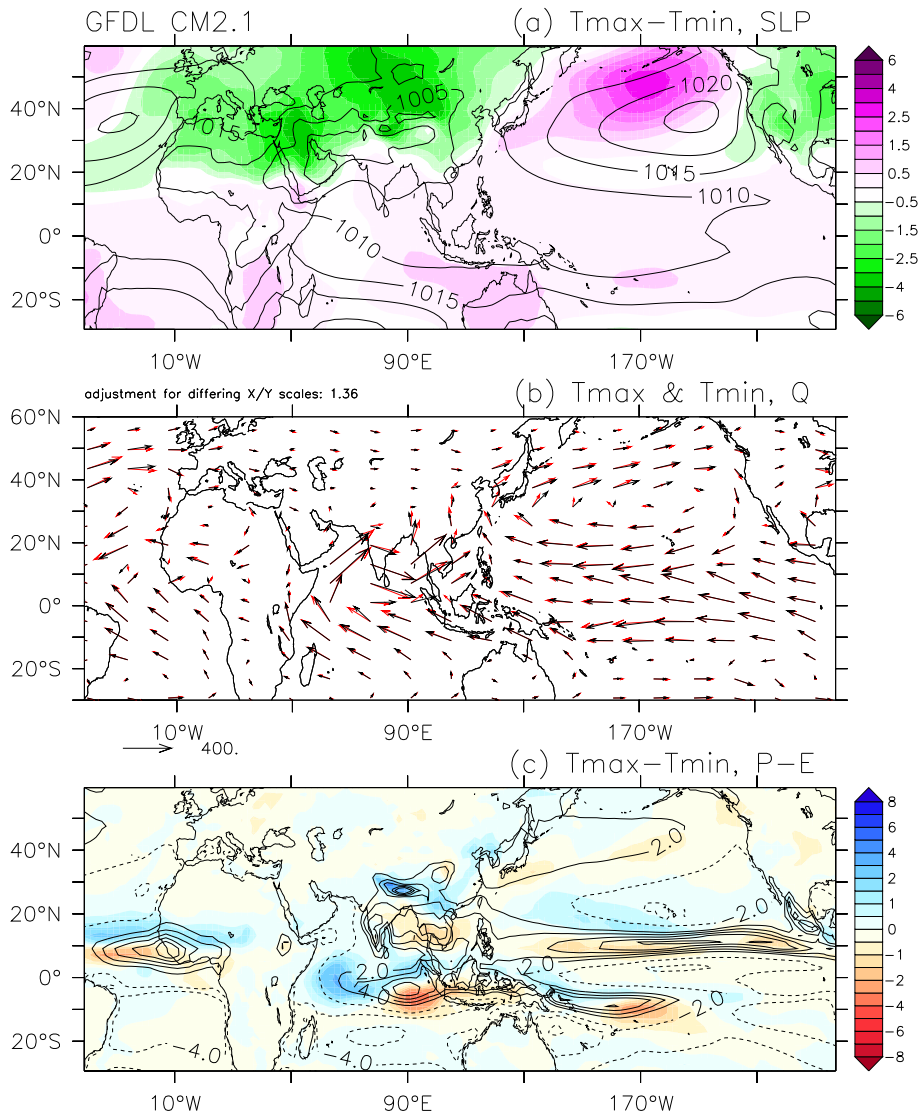 GFDL CM2.1
(a) Tmax−Tmin, SLP
40°N
20°N
0°
20°S
10°W
90°E
170°W
1015
1005
1020
1015
1010
1010
1015
6
4
2.5
1.5
0.5
−0.5
−1.5
−2.5
−4
−6
adjustment for differing X/Y scales: 1.36
(b) Tmax & Tmin, Q
60°N
40°N
20°N
0°
20°S
10°W
90°E
170°W
400.
(c) Tmax−Tmin, P−E
40°N
20°N
0°
20°S
10°W
90°E
170°W
2.0
2.0
2.0
2.0
−4.0
2.0
−4.0
−4.0
8
6
4
2
1
0
−1
−2
−4
−6
−8